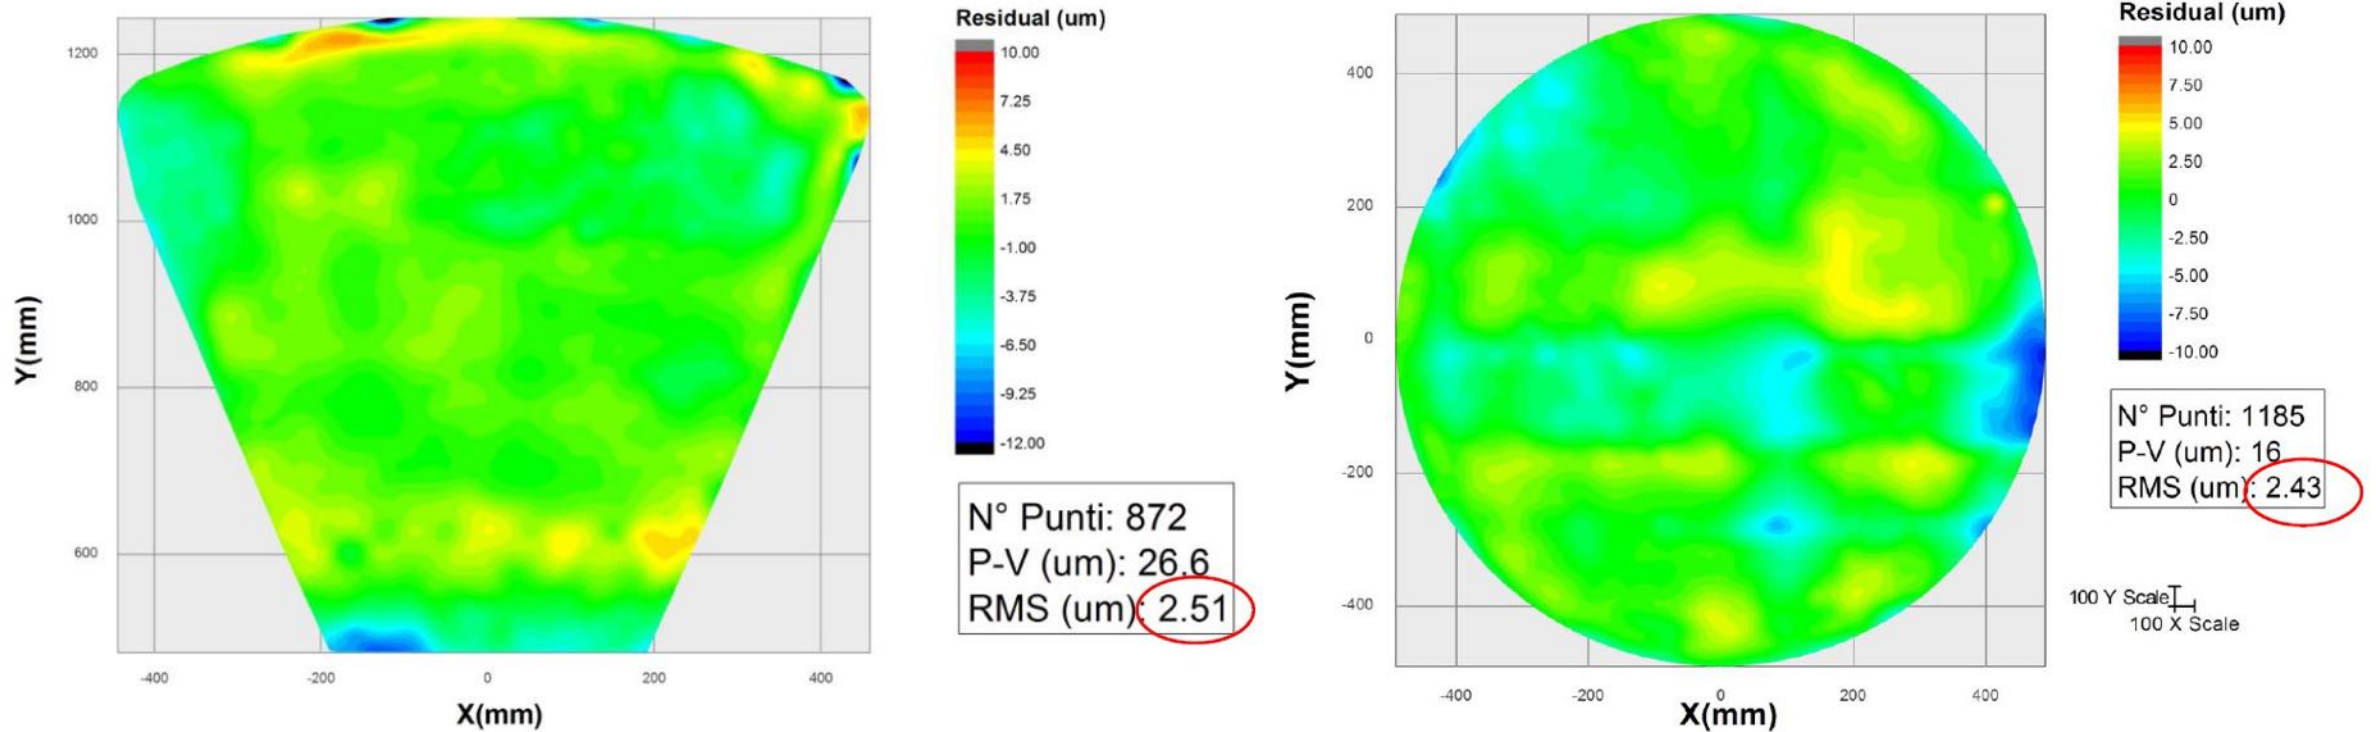 1200
1000
800
600
Y(mm)
-400
-200
0
200
400
X(mm)
Residual (um)
10.00
7.25
4.50
1.75
-1.00
-3.75
-6.50
-9.25
-12.00
N° Punti: 872
P-V (um): 26.6
RMS (um): 2.51
400
200
0
-200
-400
Y(mm)
-400
-200
0
200
400
X(mm)
Residual (um)
10.00
7.50
5.00
2.50
0
-2.50
-5.00
-7.50
-10.00
N° Punti: 1185
P-V (um): 16
RMS (um): 2.43
100 Y Scale
100 X Scale